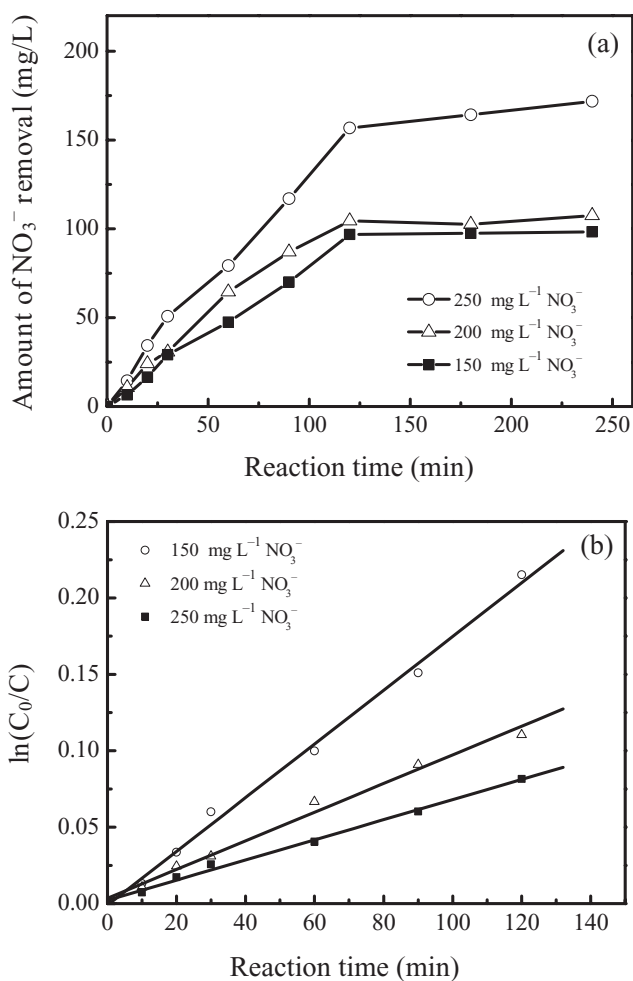 (a)
200
150
100
50
0
Amount of NO₃⁻ removal (mg/L)
250 mg L⁻¹ NO₃⁻
200 mg L⁻¹ NO₃⁻
150 mg L⁻¹ NO₃⁻
0 50 100 150 200 250
Reaction time (min)
(b)
0.25
0.20
0.15
0.10
0.05
0.00
ln(C₀/C)
150 mg L⁻¹ NO₃⁻
200 mg L⁻¹ NO₃⁻
250 mg L⁻¹ NO₃⁻
0 20 40 60 80 100 120 140
Reaction time (min)